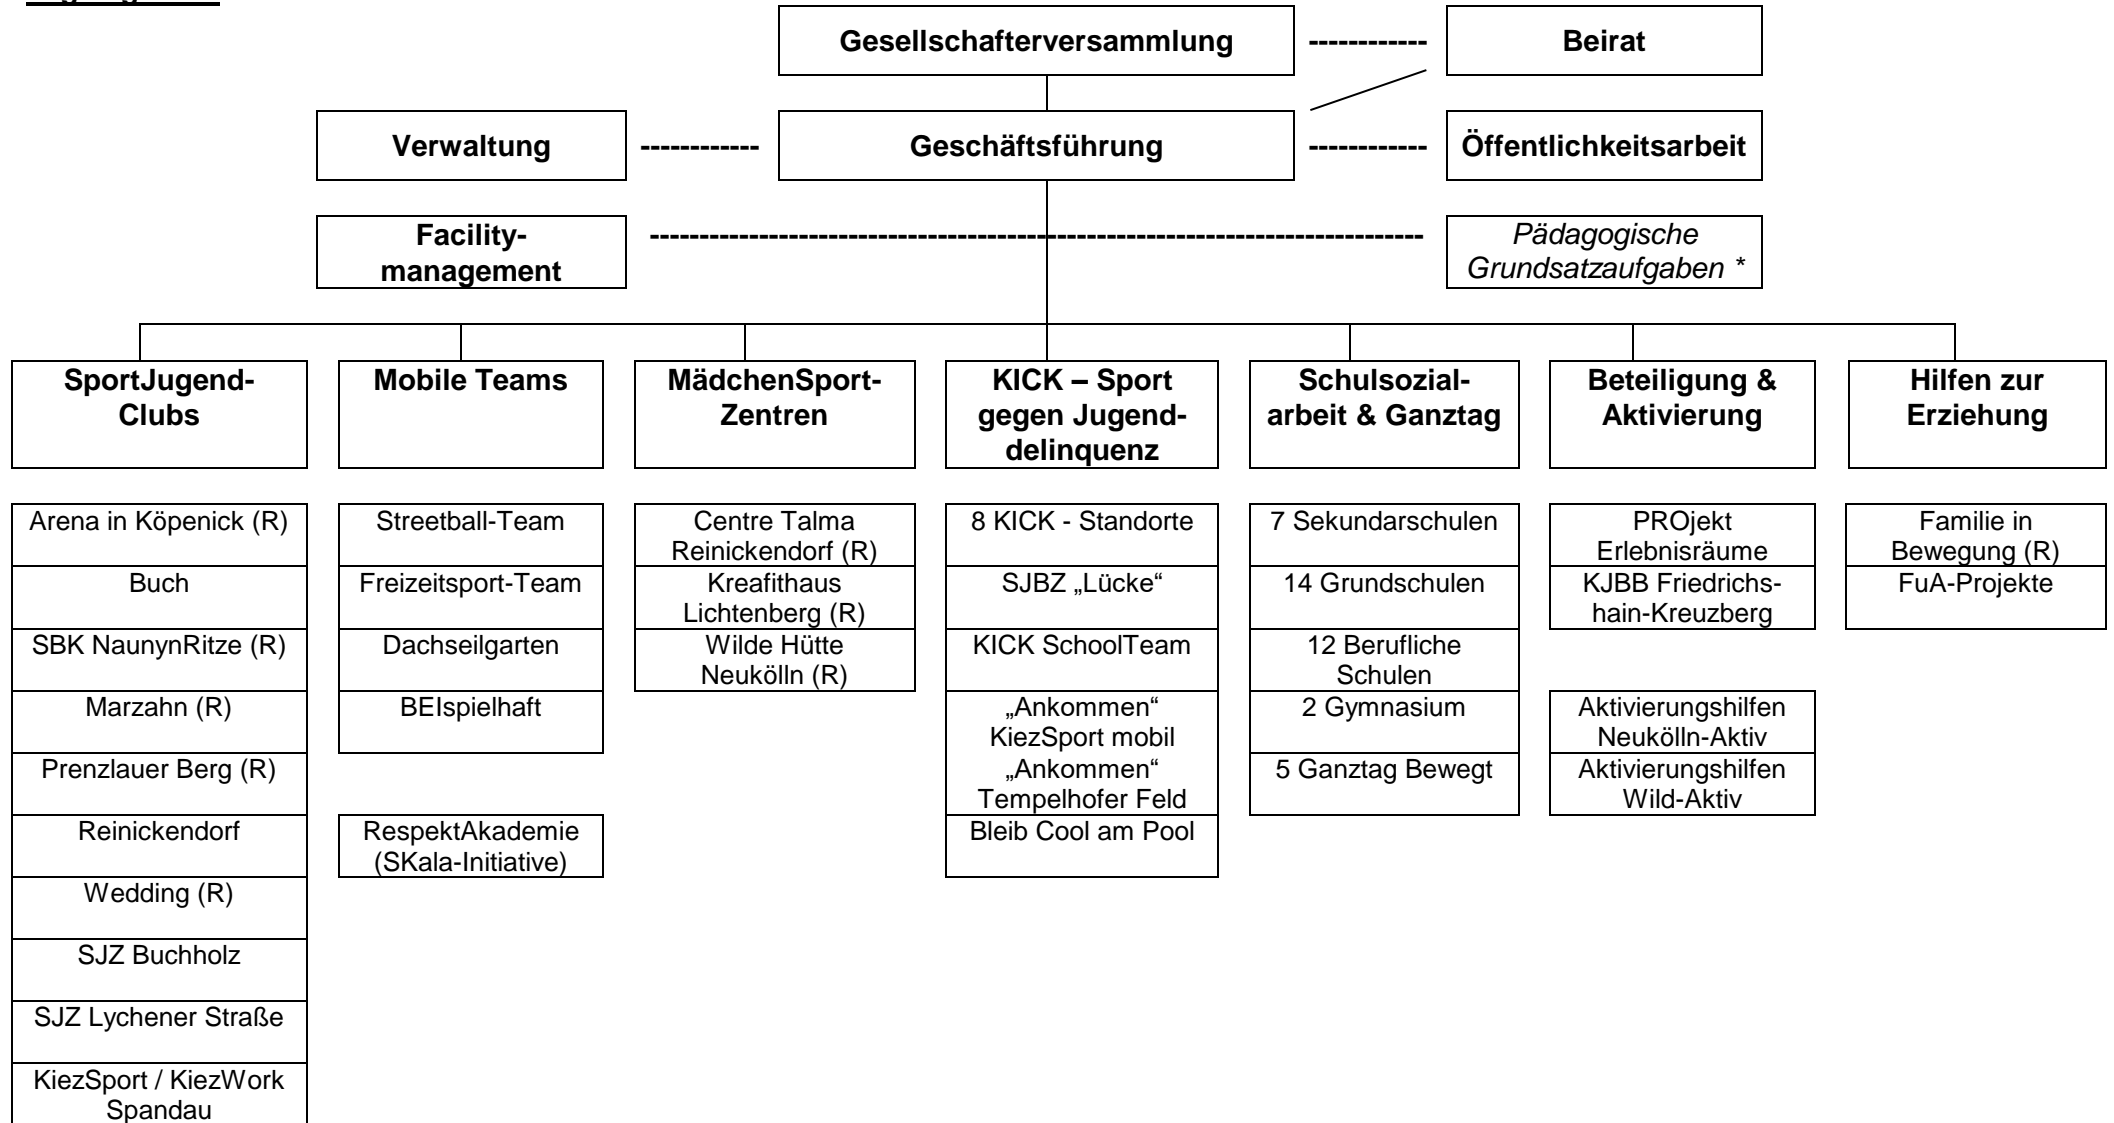 Gesellschafterversammlung ------------ Beirat
Verwaltung ------------ Geschäftsführung ------------ Öffentlichkeitsarbeit
Facility-
management
Pädagogische
Grundsatzaufgaben *
SportJugend-
Clubs
Mobile Teams
MädchenSport-
Zentren
KICK – Sport
gegen Jugend-
delinquenz
Schulsozial-
arbeit & Ganztag
Beteiligung &
Aktivierung
Hilfen zur
Erziehung
Arena in Köpenick (R)
Buch
SBK NaunynRitze (R)
Marzahn (R)
Prenzlauer Berg (R)
Reinickendorf
Wedding (R)
SJZ Buchholz
SJZ Lychener Straße
KiezSport / KiezWork
Spandau
Streetball-Team
Freizeitsport-Team
Dachseilgarten
BEIspielhaft
RespektAkademie
(SKala-Initiative)
Centre Talma
Reinickendorf (R)
Kreafithaus
Lichtenberg (R)
Wilde Hütte
Neukölln (R)
8 KICK - Standorte
SJBZ „Lücke“
KICK SchoolTeam
„Ankommen“
KiezSport mobil
„Ankommen“
Tempelhofer Feld
Bleib Cool am Pool
7 Sekundarschulen
14 Grundschulen
12 Berufliche
Schulen
2 Gymnasium
5 Ganztag Bewegt
PROjekt
Erlebnisräume
KJBB Friedrichs-
hain-Kreuzberg
Aktivierungshilfen
Neukölln-Aktiv
Aktivierungshilfen
Wild-Aktiv
Familie in
Bewegung (R)
FuA-Projekte